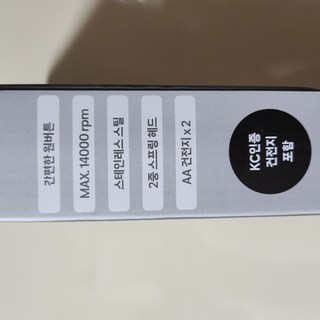 간편한 원버튼
MAX. 14000 rpm
스테인레스 스틸
2중 스프링 헤드
AA 건전지 x 2
KC인증
건전지
포함